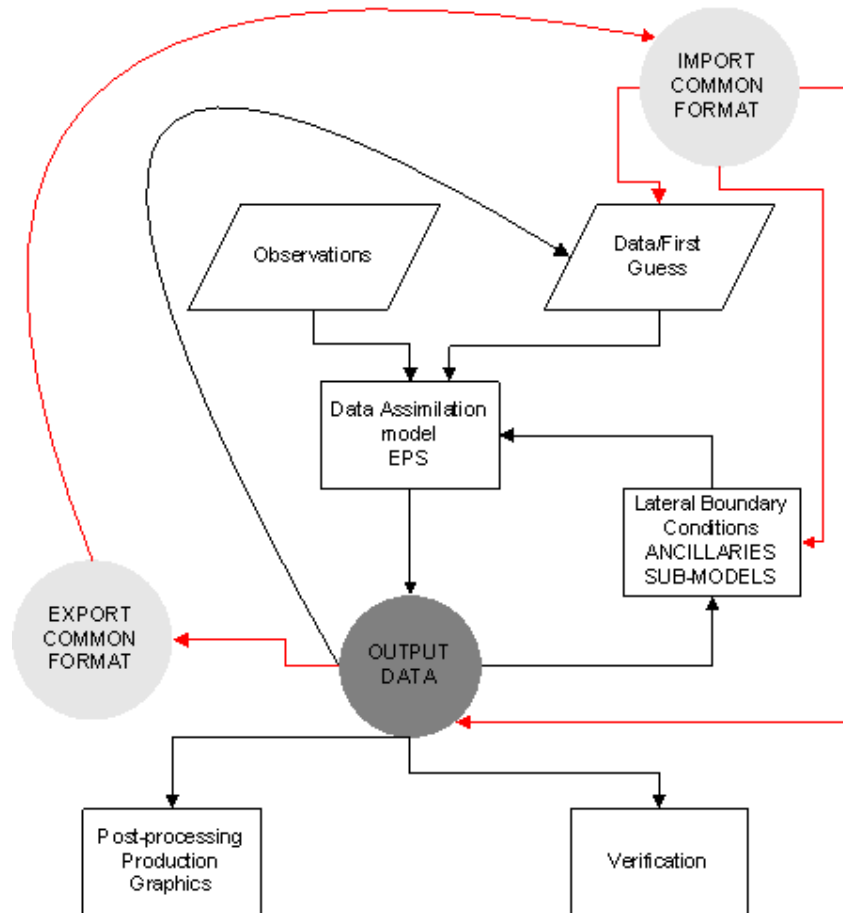 IMPORT
COMMON
FORMAT
Observations
Data/First
Guess
Data Assimilation
model
EPS
Lateral Boundary
Conditions
ANCILLARIES
SUB-MODELS
EXPORT
COMMON
FORMAT
OUTPUT
DATA
Post-processing
Production
Graphics
Verification